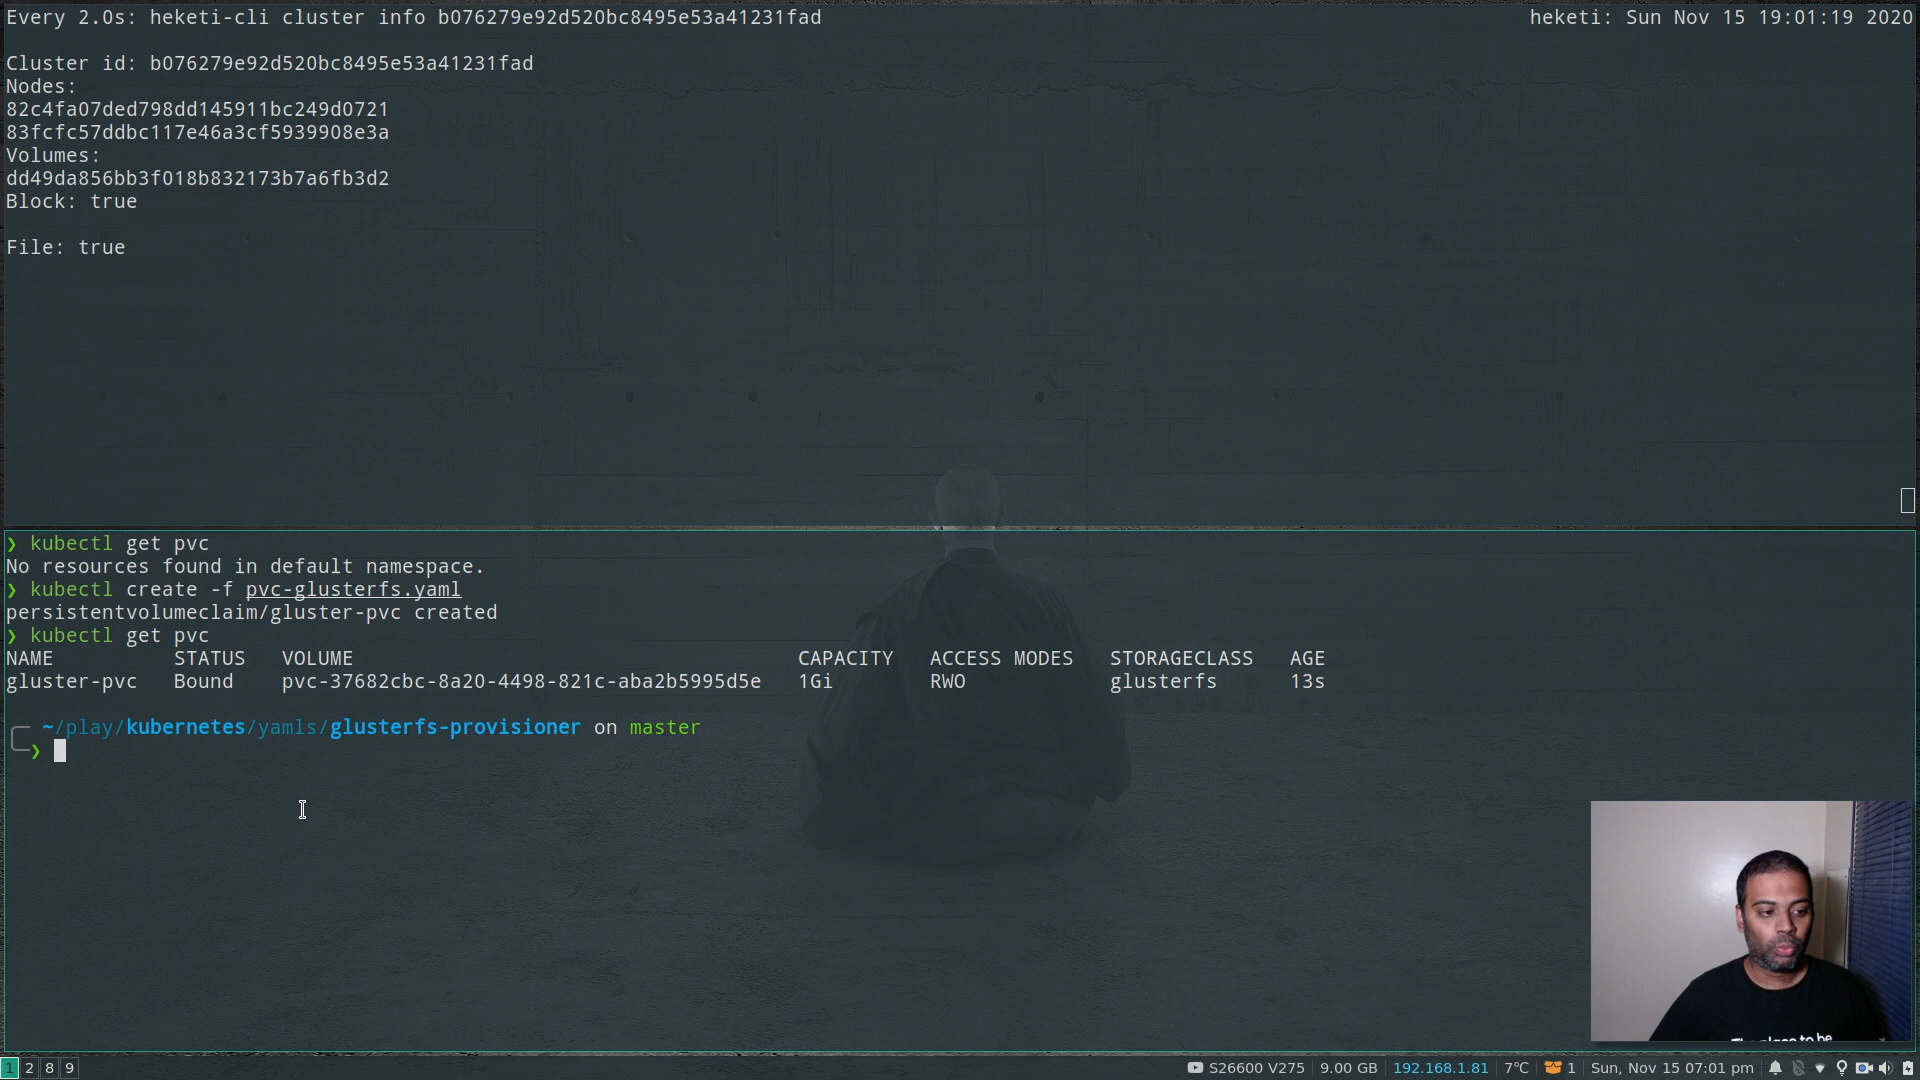 Every 2.0s: heketi-cli cluster info b076279e92d520bc8495e53a41231fad heketi: Sun Nov 15 19:01:19 2020
Cluster id: b076279e92d520bc8495e53a41231fad
Nodes:
82c4fa07ded798dd145911bc249d0721
83fcfc57ddbc117e46a3cf5939908e3a
Volumes:
dd49da856bb3f018b832173b7a6fb3d2
Block: true
File: true
❯ kubectl get pvc
No resources found in default namespace.
❯ kubectl create -f pvc-glusterfs.yaml
persistentvolumeclaim/gluster-pvc created
❯ kubectl get pvc
NAME STATUS VOLUME CAPACITY ACCESS MODES STORAGECLASS AGE
gluster-pvc Bound pvc-37682cbc-8a20-4498-821c-aba2b5995d5e 1Gi RWO glusterfs 13s
~/play/kubernetes/yamls/glusterfs-provisioner on master
❯
to be
1 2 8 9 S26600 V275 9.00 GB 192.168.1.81 7°C 1 Sun, Nov 15 07:01 pm